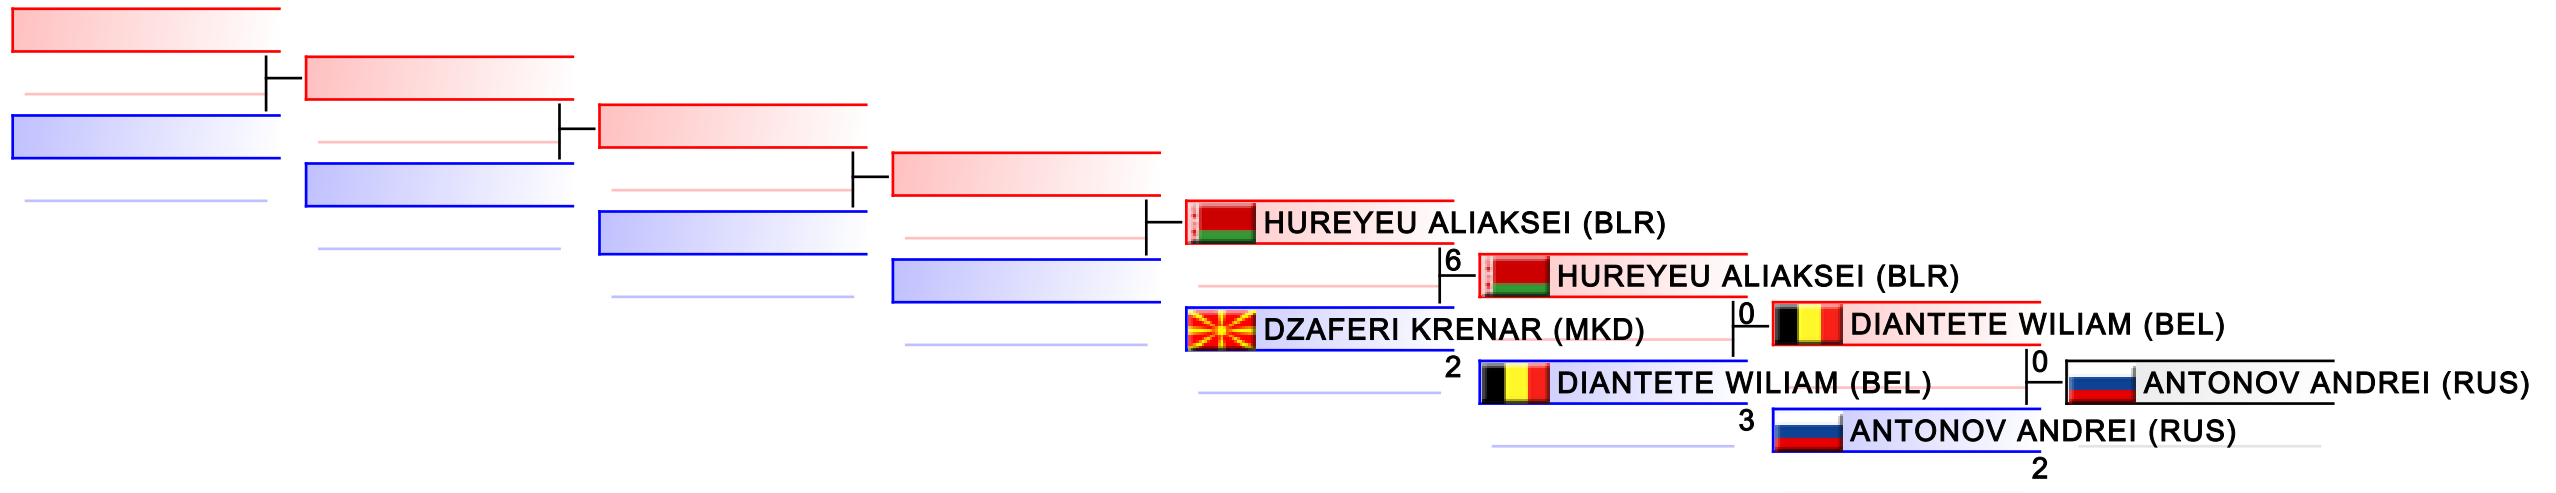 HUREYEU ALIAKSEI (BLR)
6
HUREYEU ALIAKSEI (BLR)
DZAFERI KRENAR (MKD)
2
0
DIANTETE WILIAM (BEL)
DIANTETE WILIAM (BEL)
3
0
ANTONOV ANDREI (RUS)
ANTONOV ANDREI (RUS)
2